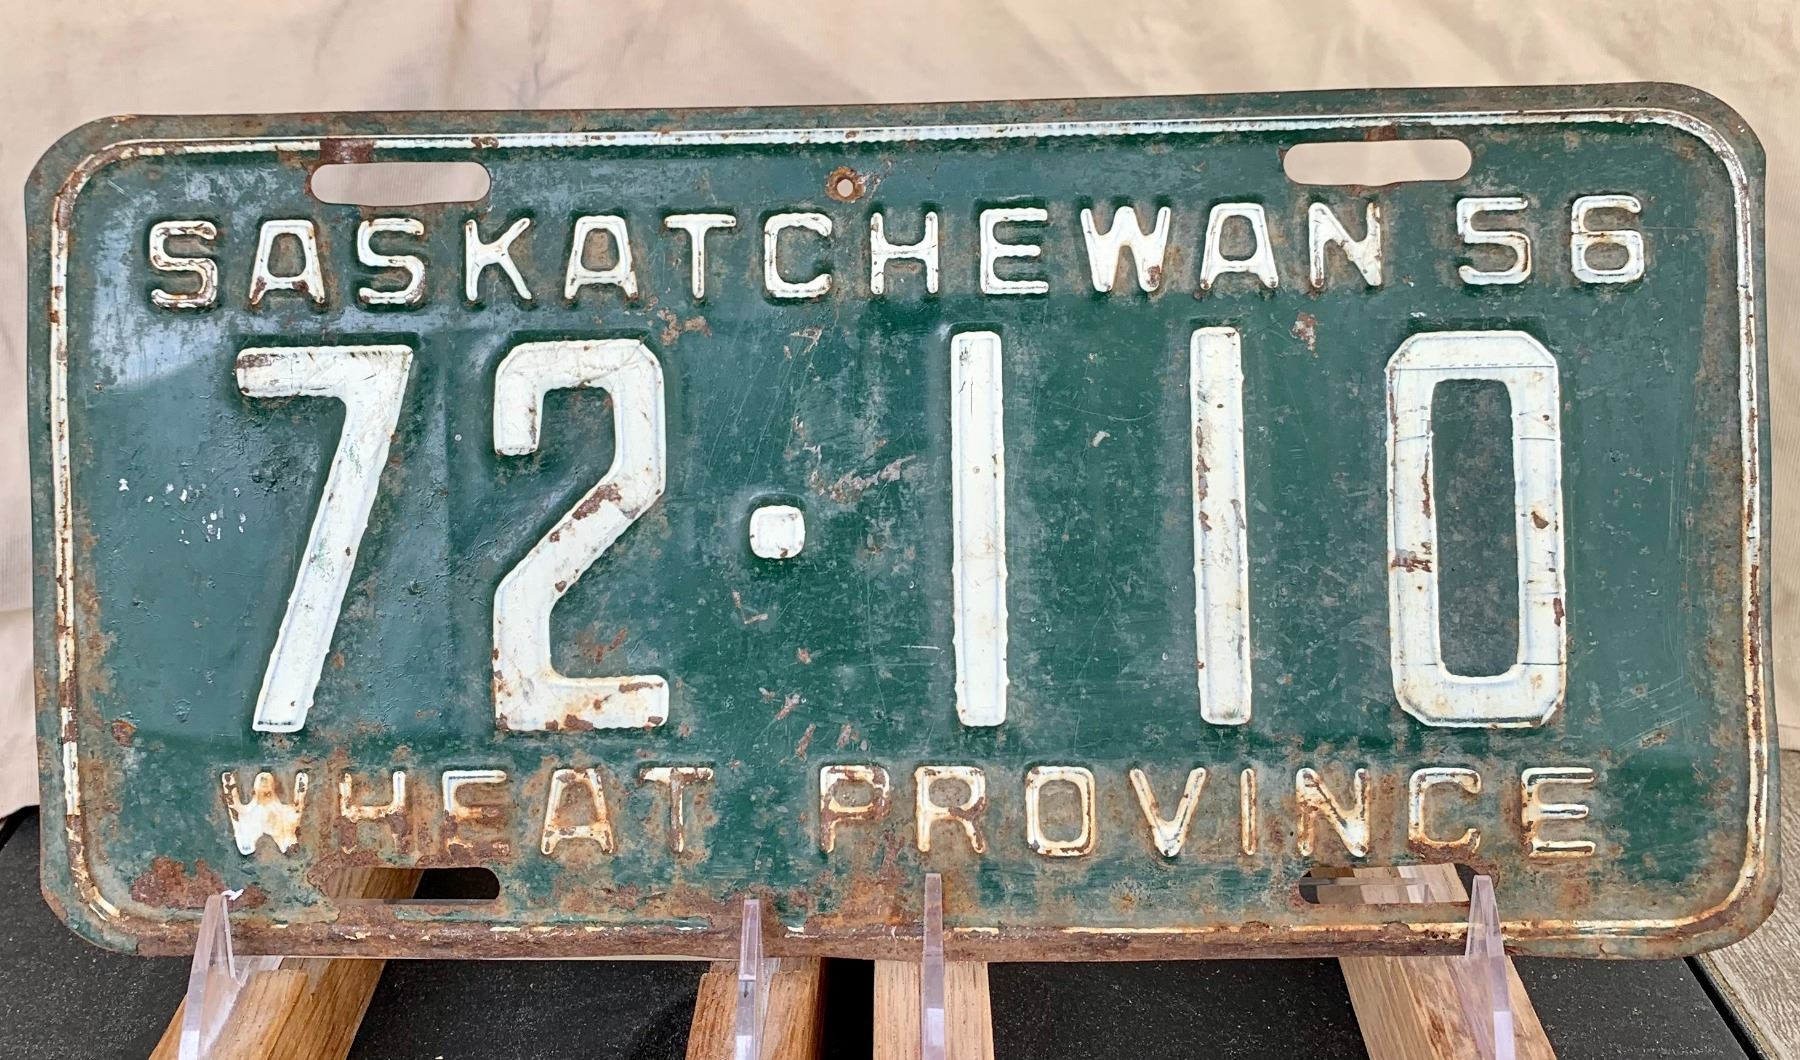 SASKATCHEWAN 56
72·110
WHEAT PROVINCE